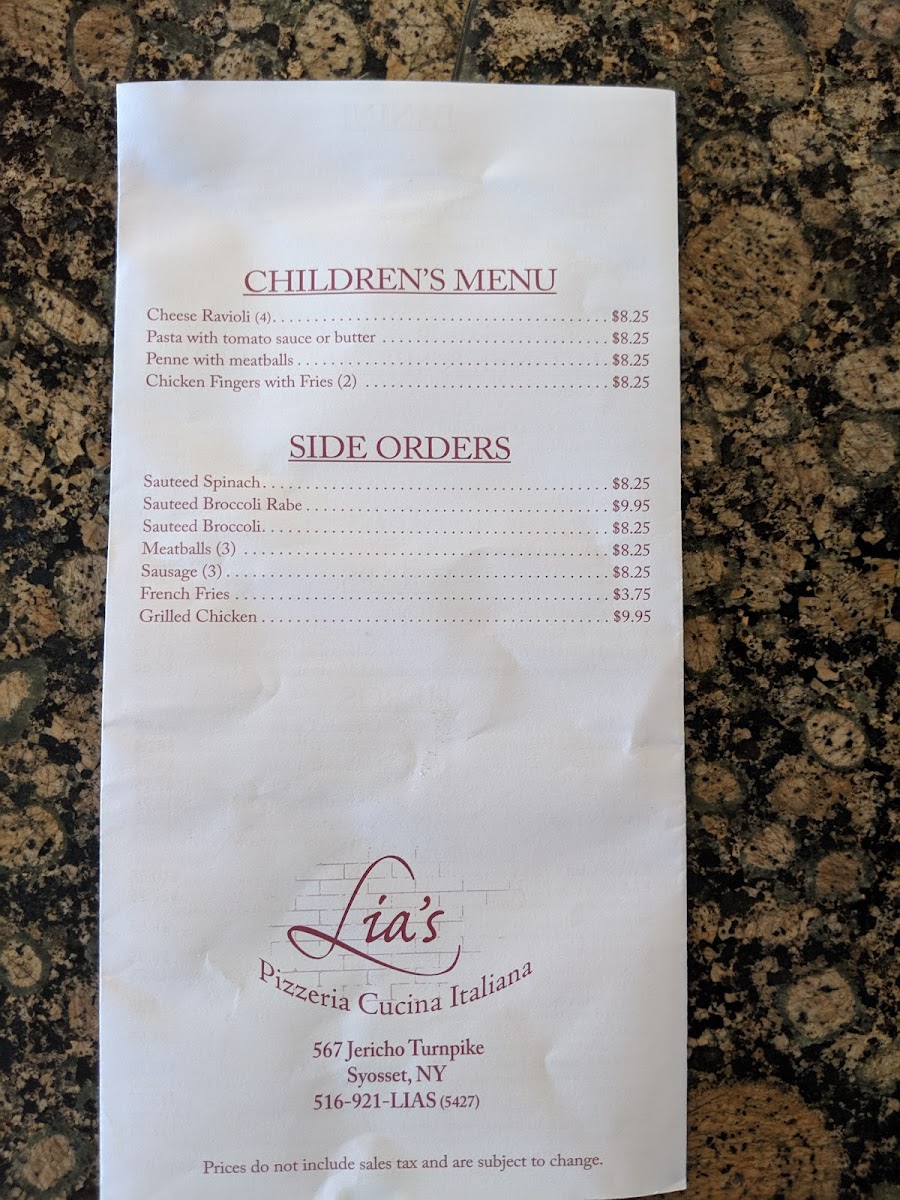 CHILDREN'S MENU
Cheese Ravioli (4) $8.25
Pasta with tomato sauce or butter $8.25
Penne with meatballs $8.25
Chicken Fingers with Fries (2) $8.25
SIDE ORDERS
Sauteed Spinach $8.25
Sauteed Broccoli Rabe $9.95
Sauteed Broccoli $8.25
Meatballs (3) $8.25
Sausage (3) $8.25
French Fries $3.75
Grilled Chicken $9.95
Lia's
Pizzeria Cucina Italiana
567 Jericho Turnpike
Syosset, NY
516-921-LIAS (5427)
Prices do not include sales tax and are subject to change.